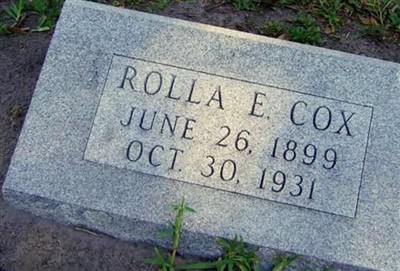 ROLLA E. COX
JUNE 26, 1899
OCT. 30, 1931